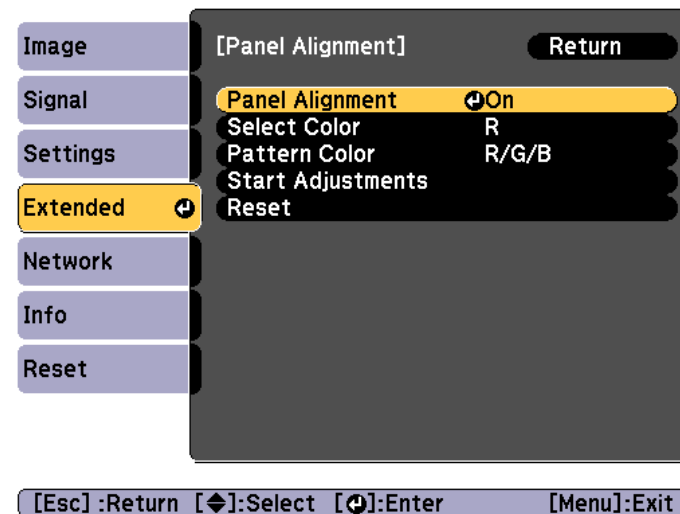 Image
Signal
Settings
Extended
Network
Info
Reset
[Panel Alignment] Return
Panel Alignment On
Select Color R
Pattern Color R/G/B
Start Adjustments
Reset
[Esc] :Return [◆]:Select [⏎]:Enter [Menu]:Exit